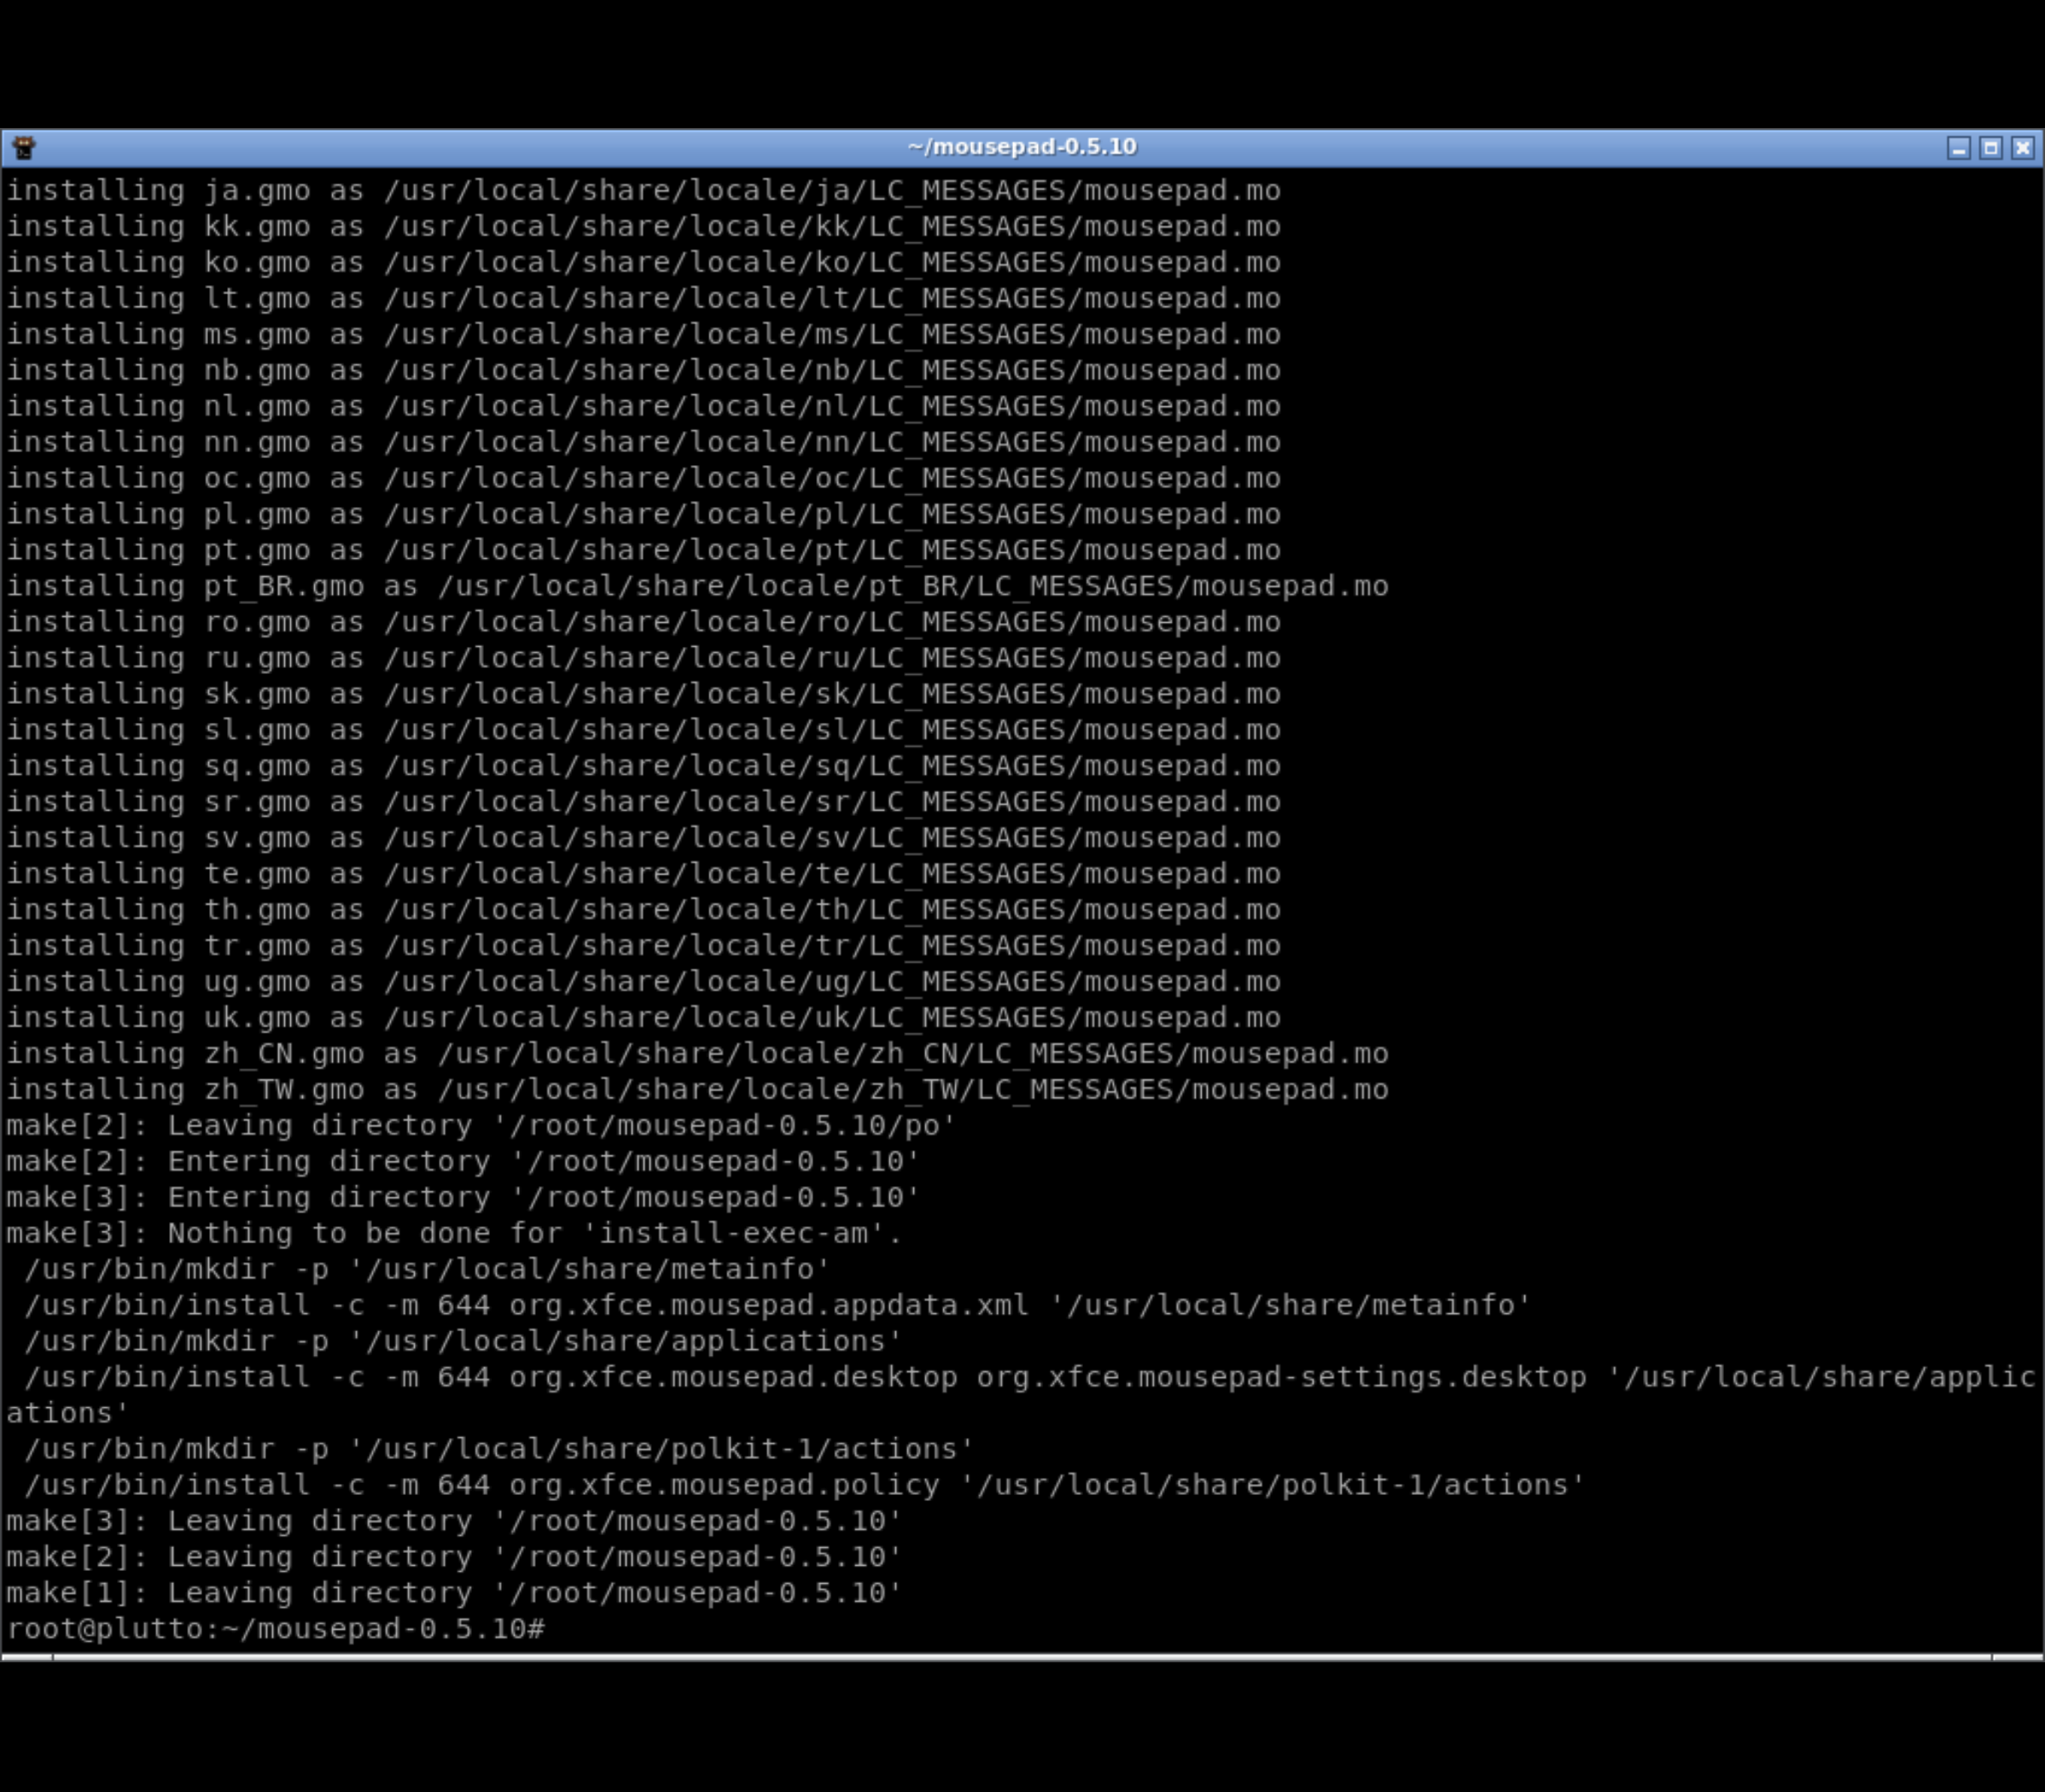 ~/mousepad-0.5.10
installing ja.gmo as /usr/local/share/locale/ja/LC_MESSAGES/mousepad.mo
installing kk.gmo as /usr/local/share/locale/kk/LC_MESSAGES/mousepad.mo
installing ko.gmo as /usr/local/share/locale/ko/LC_MESSAGES/mousepad.mo
installing lt.gmo as /usr/local/share/locale/lt/LC_MESSAGES/mousepad.mo
installing ms.gmo as /usr/local/share/locale/ms/LC_MESSAGES/mousepad.mo
installing nb.gmo as /usr/local/share/locale/nb/LC_MESSAGES/mousepad.mo
installing nl.gmo as /usr/local/share/locale/nl/LC_MESSAGES/mousepad.mo
installing nn.gmo as /usr/local/share/locale/nn/LC_MESSAGES/mousepad.mo
installing oc.gmo as /usr/local/share/locale/oc/LC_MESSAGES/mousepad.mo
installing pl.gmo as /usr/local/share/locale/pl/LC_MESSAGES/mousepad.mo
installing pt.gmo as /usr/local/share/locale/pt/LC_MESSAGES/mousepad.mo
installing pt_BR.gmo as /usr/local/share/locale/pt_BR/LC_MESSAGES/mousepad.mo
installing ro.gmo as /usr/local/share/locale/ro/LC_MESSAGES/mousepad.mo
installing ru.gmo as /usr/local/share/locale/ru/LC_MESSAGES/mousepad.mo
installing sk.gmo as /usr/local/share/locale/sk/LC_MESSAGES/mousepad.mo
installing sl.gmo as /usr/local/share/locale/sl/LC_MESSAGES/mousepad.mo
installing sq.gmo as /usr/local/share/locale/sq/LC_MESSAGES/mousepad.mo
installing sr.gmo as /usr/local/share/locale/sr/LC_MESSAGES/mousepad.mo
installing sv.gmo as /usr/local/share/locale/sv/LC_MESSAGES/mousepad.mo
installing te.gmo as /usr/local/share/locale/te/LC_MESSAGES/mousepad.mo
installing th.gmo as /usr/local/share/locale/th/LC_MESSAGES/mousepad.mo
installing tr.gmo as /usr/local/share/locale/tr/LC_MESSAGES/mousepad.mo
installing ug.gmo as /usr/local/share/locale/ug/LC_MESSAGES/mousepad.mo
installing uk.gmo as /usr/local/share/locale/uk/LC_MESSAGES/mousepad.mo
installing zh_CN.gmo as /usr/local/share/locale/zh_CN/LC_MESSAGES/mousepad.mo
installing zh_TW.gmo as /usr/local/share/locale/zh_TW/LC_MESSAGES/mousepad.mo
make[2]: Leaving directory '/root/mousepad-0.5.10/po'
make[2]: Entering directory '/root/mousepad-0.5.10'
make[3]: Entering directory '/root/mousepad-0.5.10'
make[3]: Nothing to be done for 'install-exec-am'.
 /usr/bin/mkdir -p '/usr/local/share/metainfo'
 /usr/bin/install -c -m 644 org.xfce.mousepad.appdata.xml '/usr/local/share/metainfo'
 /usr/bin/mkdir -p '/usr/local/share/applications'
 /usr/bin/install -c -m 644 org.xfce.mousepad.desktop org.xfce.mousepad-settings.desktop '/usr/local/share/applic
ations'
 /usr/bin/mkdir -p '/usr/local/share/polkit-1/actions'
 /usr/bin/install -c -m 644 org.xfce.mousepad.policy '/usr/local/share/polkit-1/actions'
make[3]: Leaving directory '/root/mousepad-0.5.10'
make[2]: Leaving directory '/root/mousepad-0.5.10'
make[1]: Leaving directory '/root/mousepad-0.5.10'
root@plutto:~/mousepad-0.5.10#